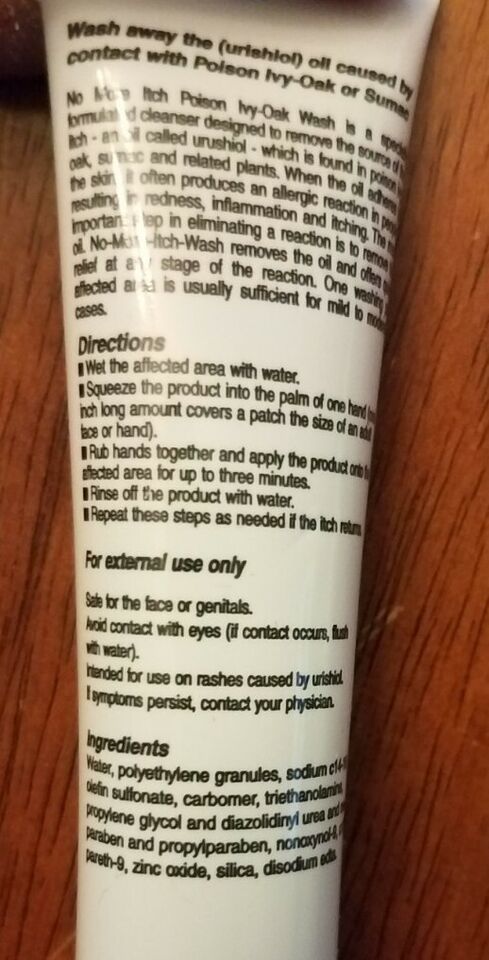 Wash away the (urishiol) oil caused by
contact with Poison Ivy-Oak or Sumac
No More Itch Poison Ivy-Oak Wash is a
formulated cleanser designed to remove the source of
itch - an oil called urushiol - which is found in poison
oak, sumac and related plants. When the oil adheres
the skin, it often produces an allergic reaction in
resulting in redness, inflammation and itching. The
important step in eliminating a reaction is to remove
oil. No-More-Itch-Wash removes the oil and offers
relief at any stage of the reaction. One washing
affected area is usually sufficient for mild to
cases.
Directions
Wet the affected area with water.
Squeeze the product into the palm of one hand
inch long amount covers a patch the size of an adult
face or hand).
Rub hands together and apply the product onto
affected area for up to three minutes.
Rinse off the product with water.
Repeat these steps as needed if the itch returns
For external use only
Safe for the face or genitals.
Avoid contact with eyes (if contact occurs, flush
with water).
Intended for use on rashes caused by urishiol.
If symptoms persist, contact your physician.
Ingredients
Water, polyethylene granules, sodium
olefin sulfonate, carbomer, triethanolamine,
propylene glycol and diazolidinyl urea and
paraben and propylparaben, nonoxynol-9,
pareth-9, zinc oxide, silica, disodium edta.